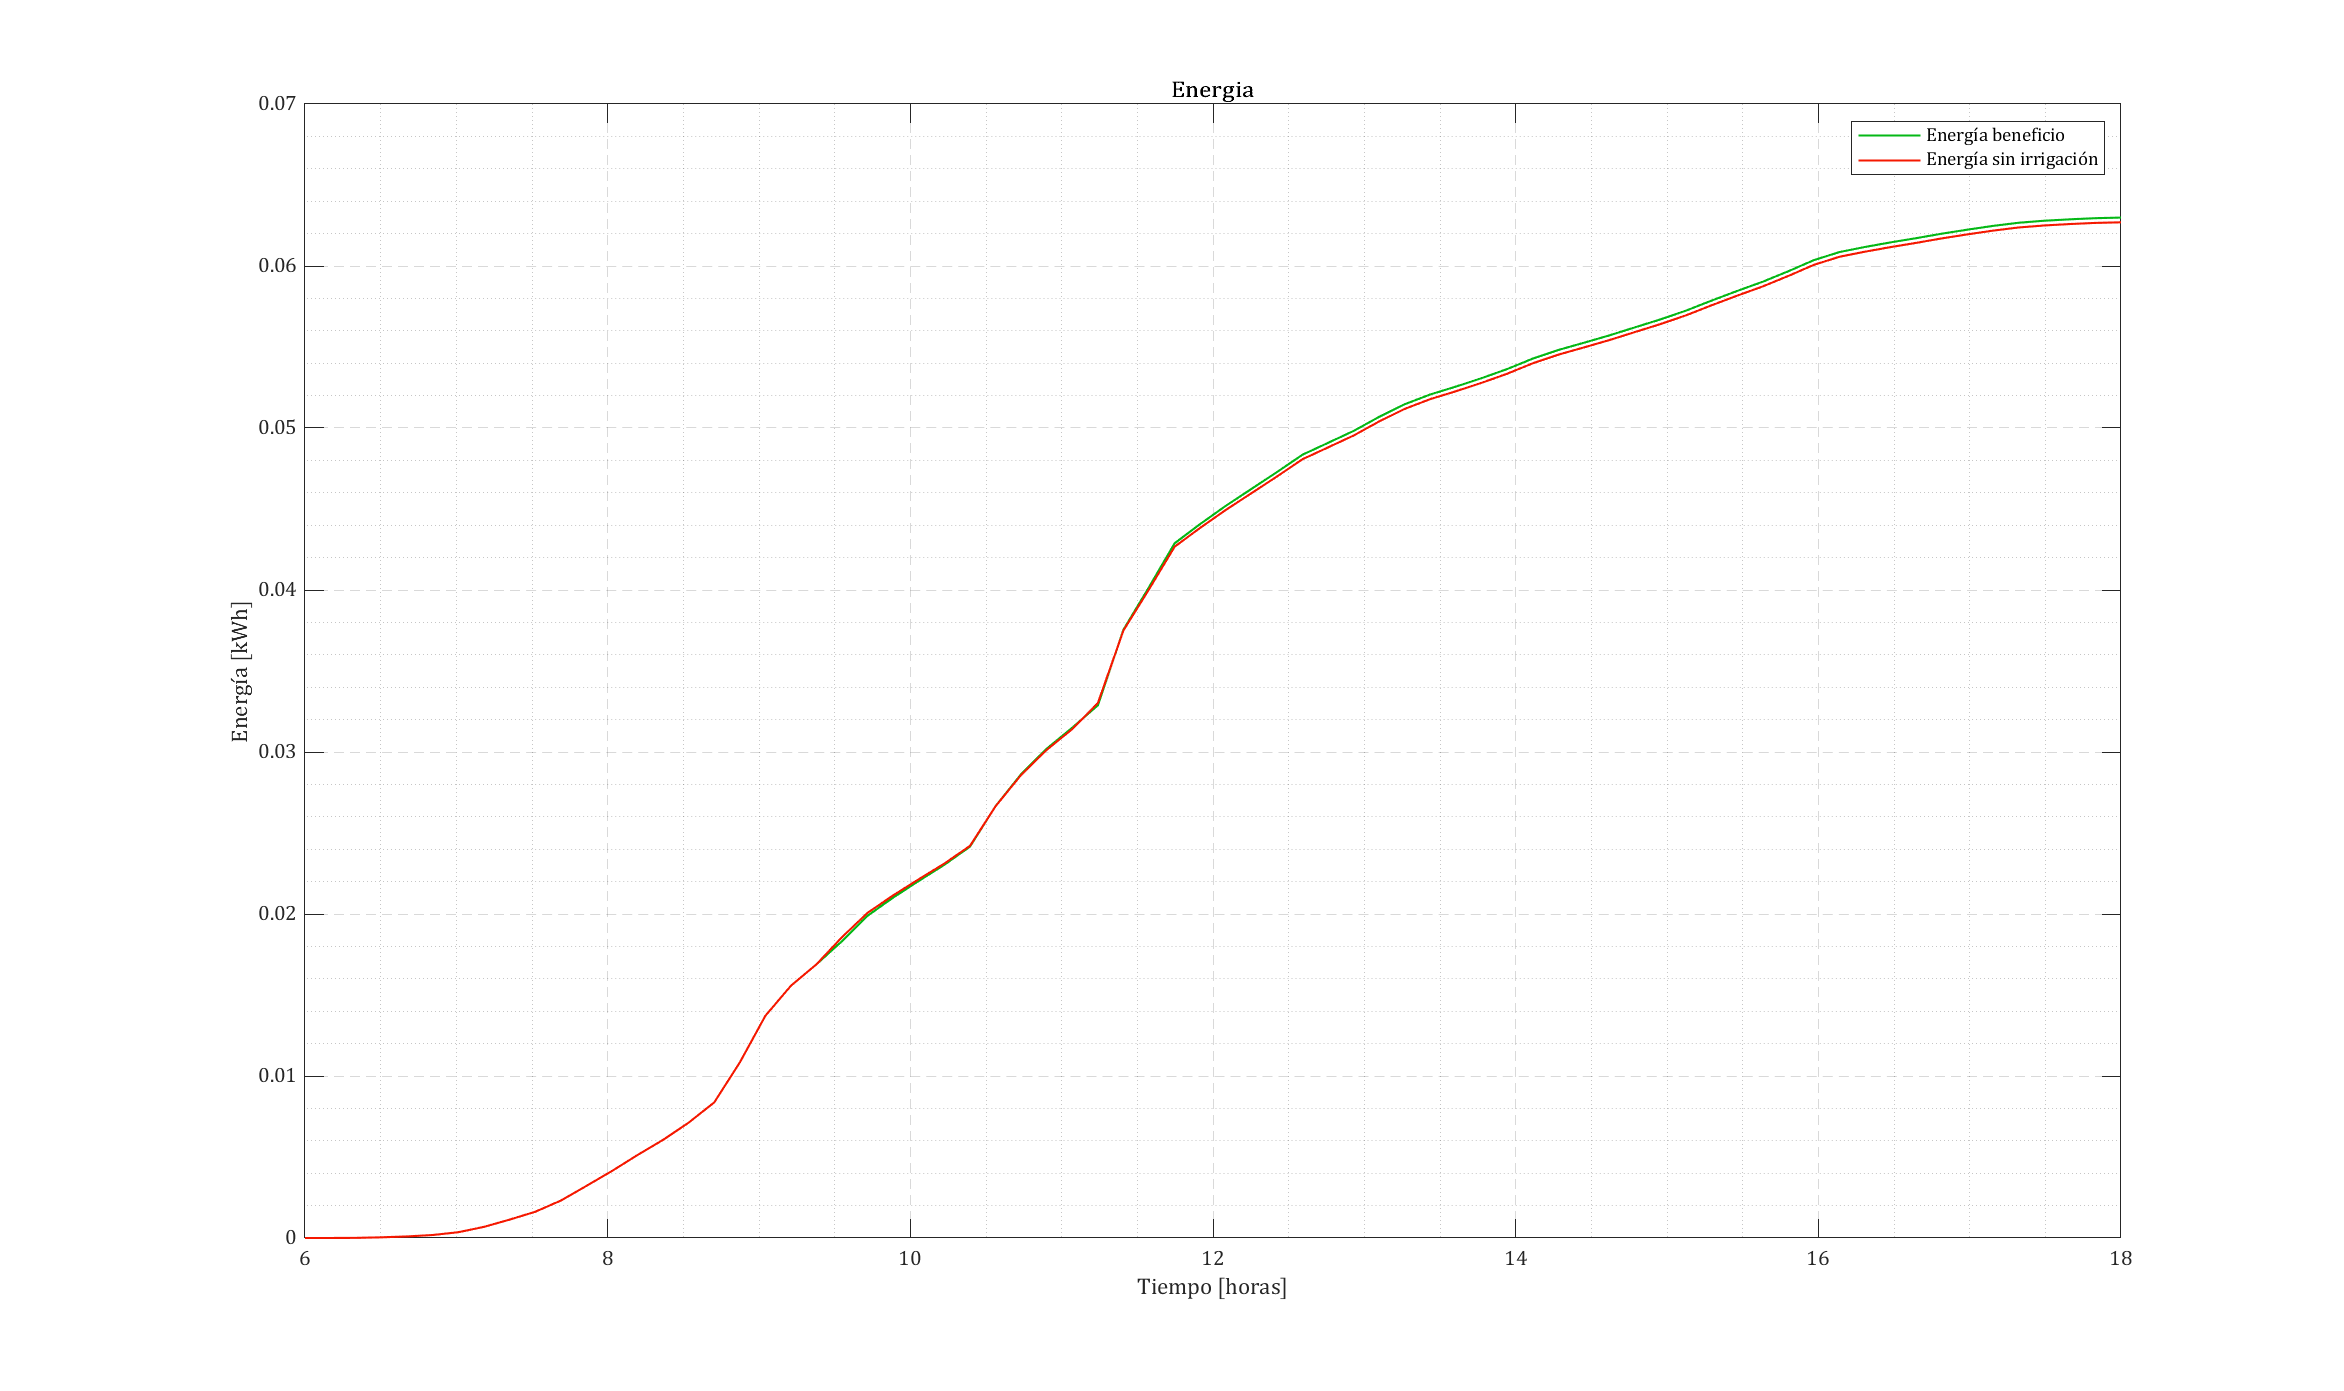 Energia
0.07
0.06
0.05
0.04
0.03
0.02
0.01
0
Energía [kWh]
6 8 10 12 14 16 18
Tiempo [horas]
Energía beneficio
Energía sin irrigación